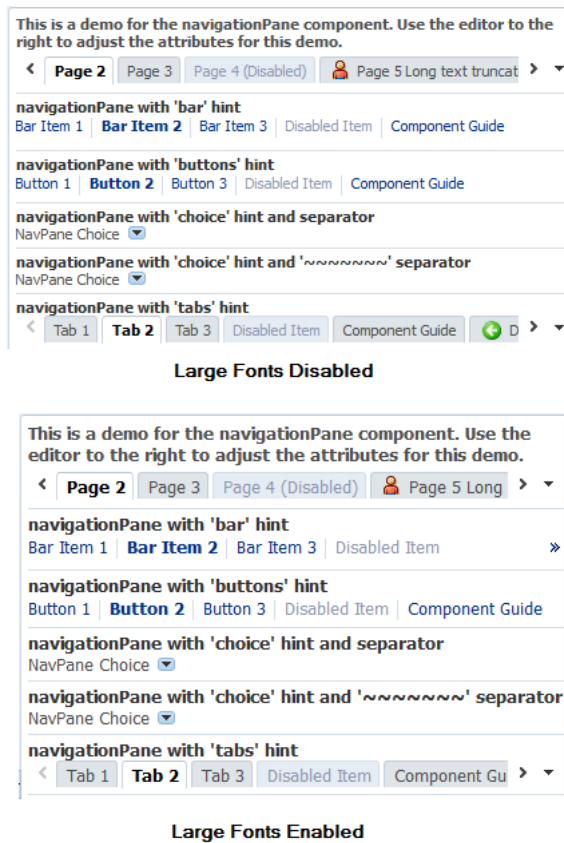 This is a demo for the navigationPane component. Use the editor to the
right to adjust the attributes for this demo.
Page 2 Page 3 Page 4 (Disabled) Page 5 Long text truncat
navigationPane with 'bar' hint
Bar Item 1 Bar Item 2 Bar Item 3 Disabled Item Component Guide
navigationPane with 'buttons' hint
Button 1 Button 2 Button 3 Disabled Item Component Guide
navigationPane with 'choice' hint and separator
NavPane Choice
navigationPane with 'choice' hint and '~~~~~~~' separator
NavPane Choice
navigationPane with 'tabs' hint
Tab 1 Tab 2 Tab 3 Disabled Item Component Guide D
Large Fonts Disabled
This is a demo for the navigationPane component. Use the
editor to the right to adjust the attributes for this demo.
Page 2 Page 3 Page 4 (Disabled) Page 5 Long
navigationPane with 'bar' hint
Bar Item 1 Bar Item 2 Bar Item 3 Disabled Item »
navigationPane with 'buttons' hint
Button 1 Button 2 Button 3 Disabled Item Component Guide
navigationPane with 'choice' hint and separator
NavPane Choice
navigationPane with 'choice' hint and '~~~~~~~' separator
NavPane Choice
navigationPane with 'tabs' hint
Tab 1 Tab 2 Tab 3 Disabled Item Component Gu
Large Fonts Enabled